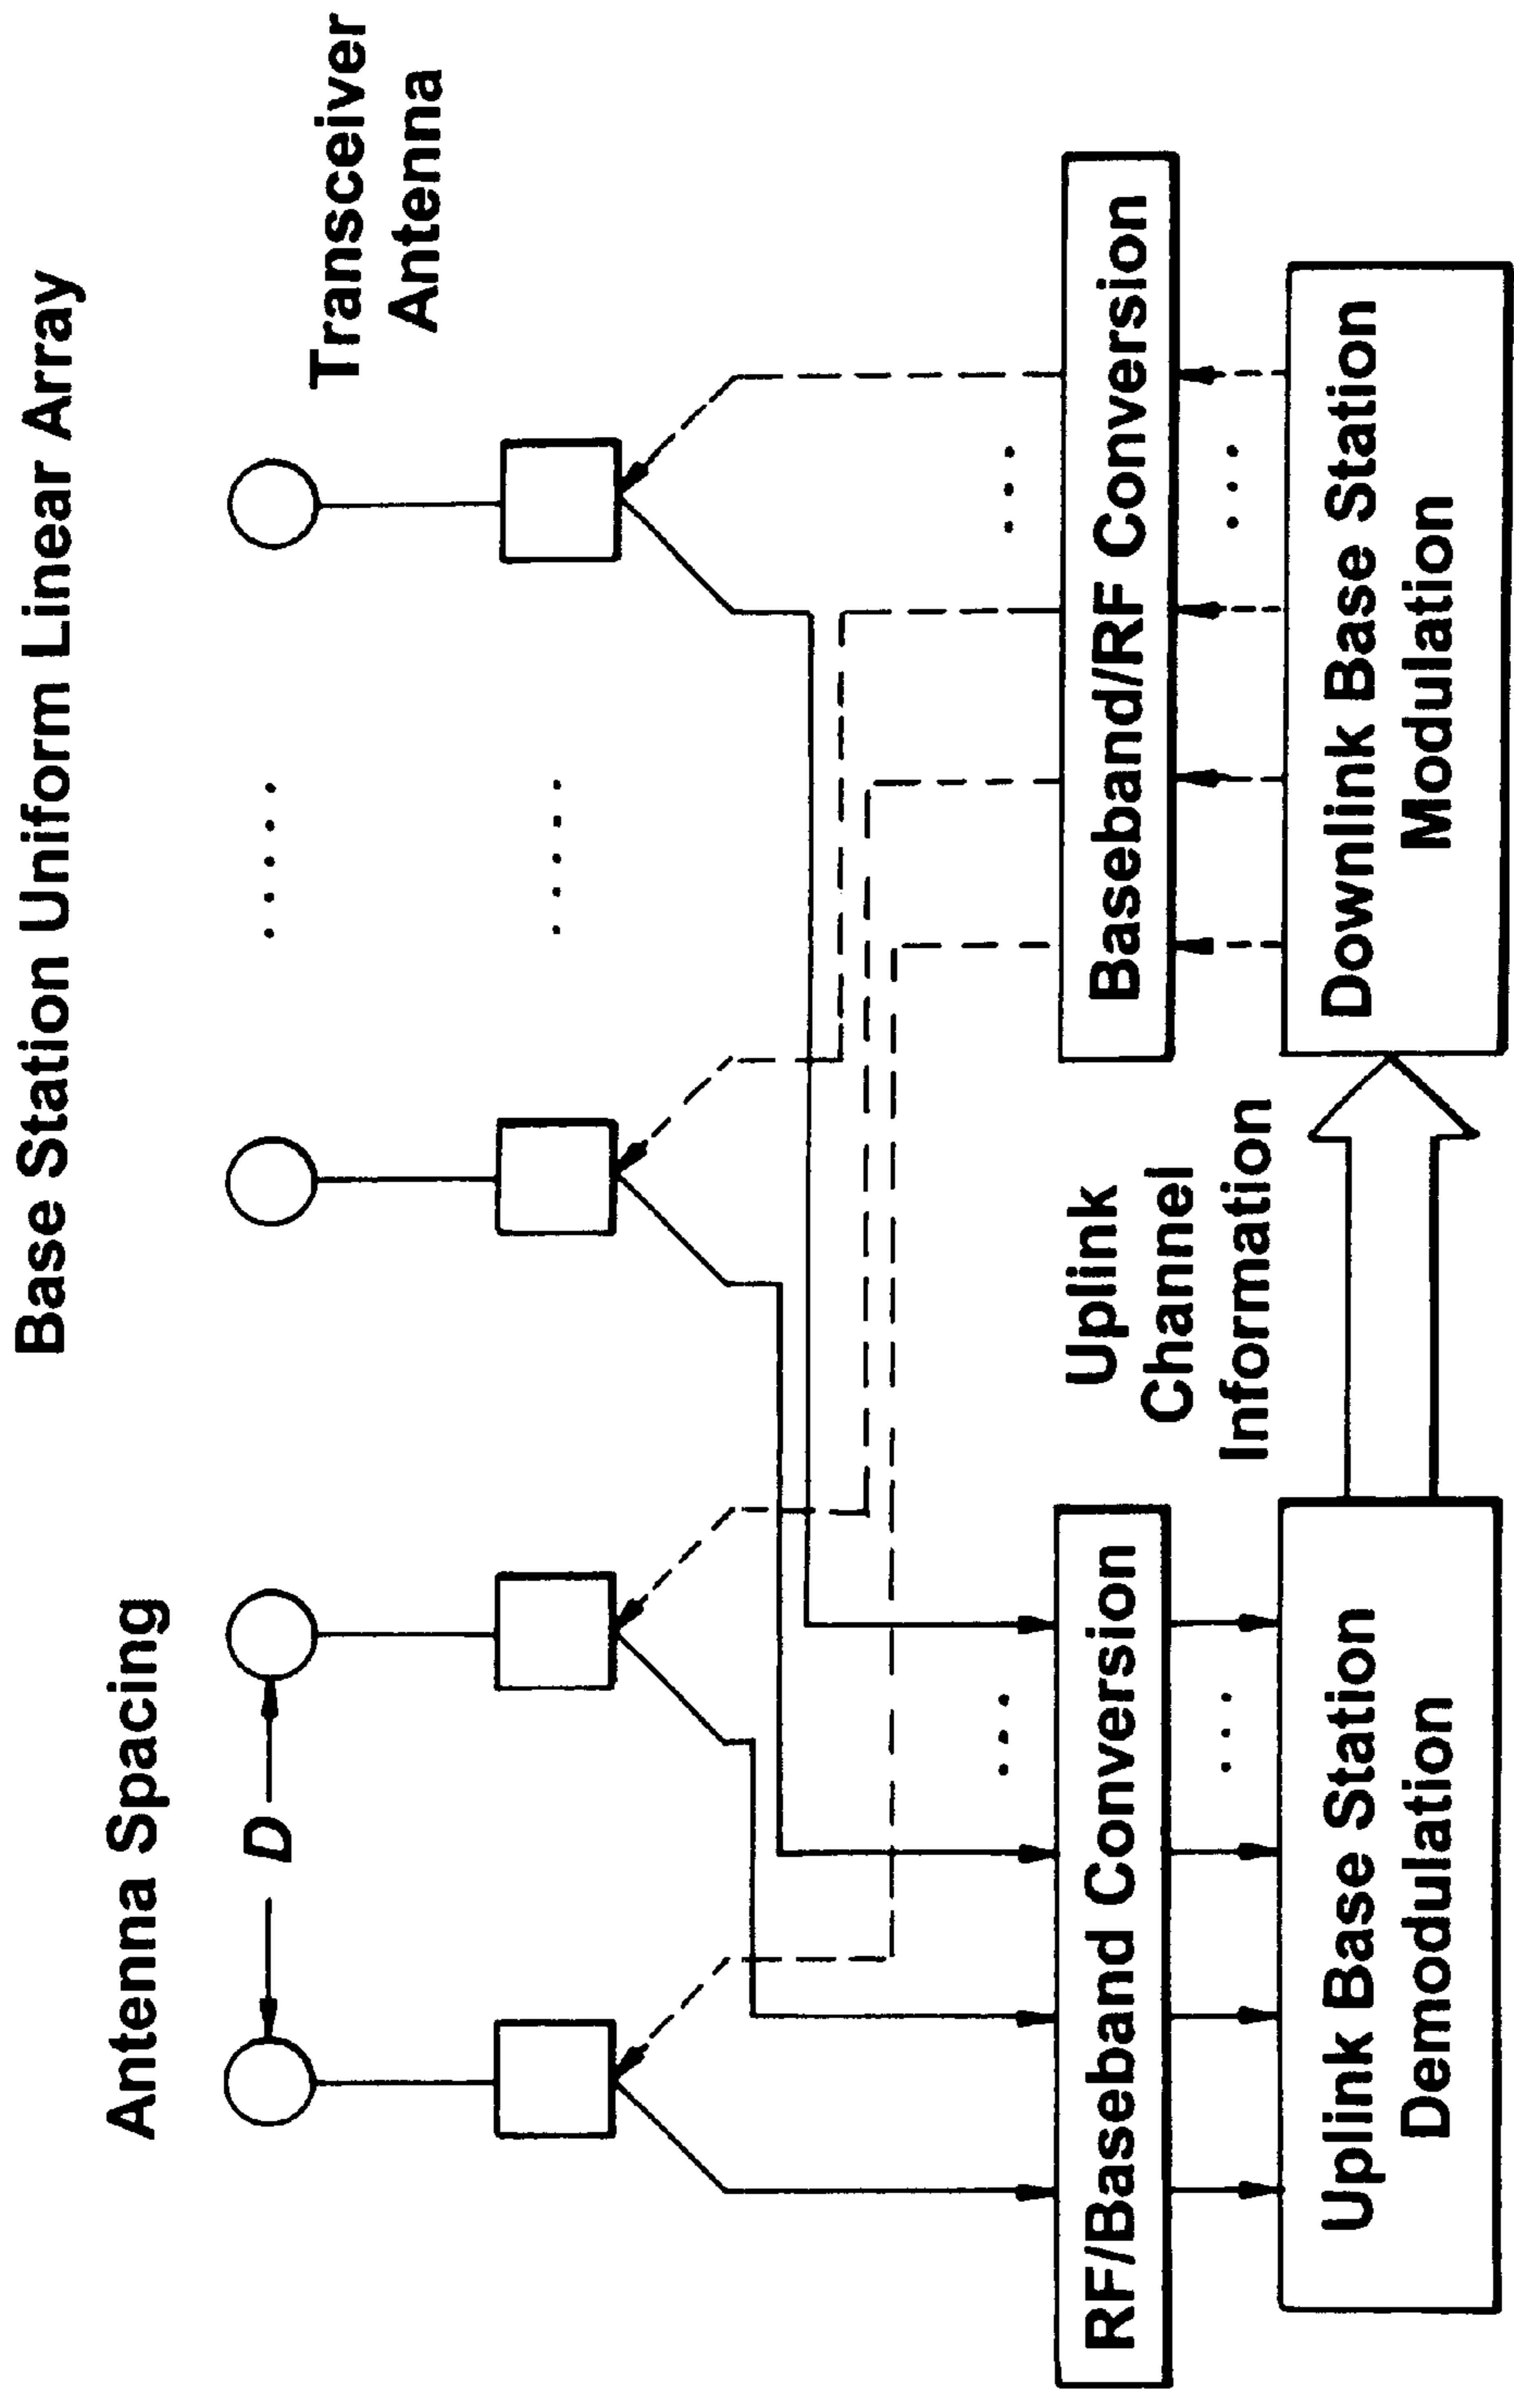 Base Station Uniform Linear Array
Antenna Spacing
D
Transceiver
Antenna
RF/Baseband Conversion
Uplink
Channel
Information
Baseband/RF Conversion
Uplink Base Station
Demodulation
Downlink Base Station
Modulation